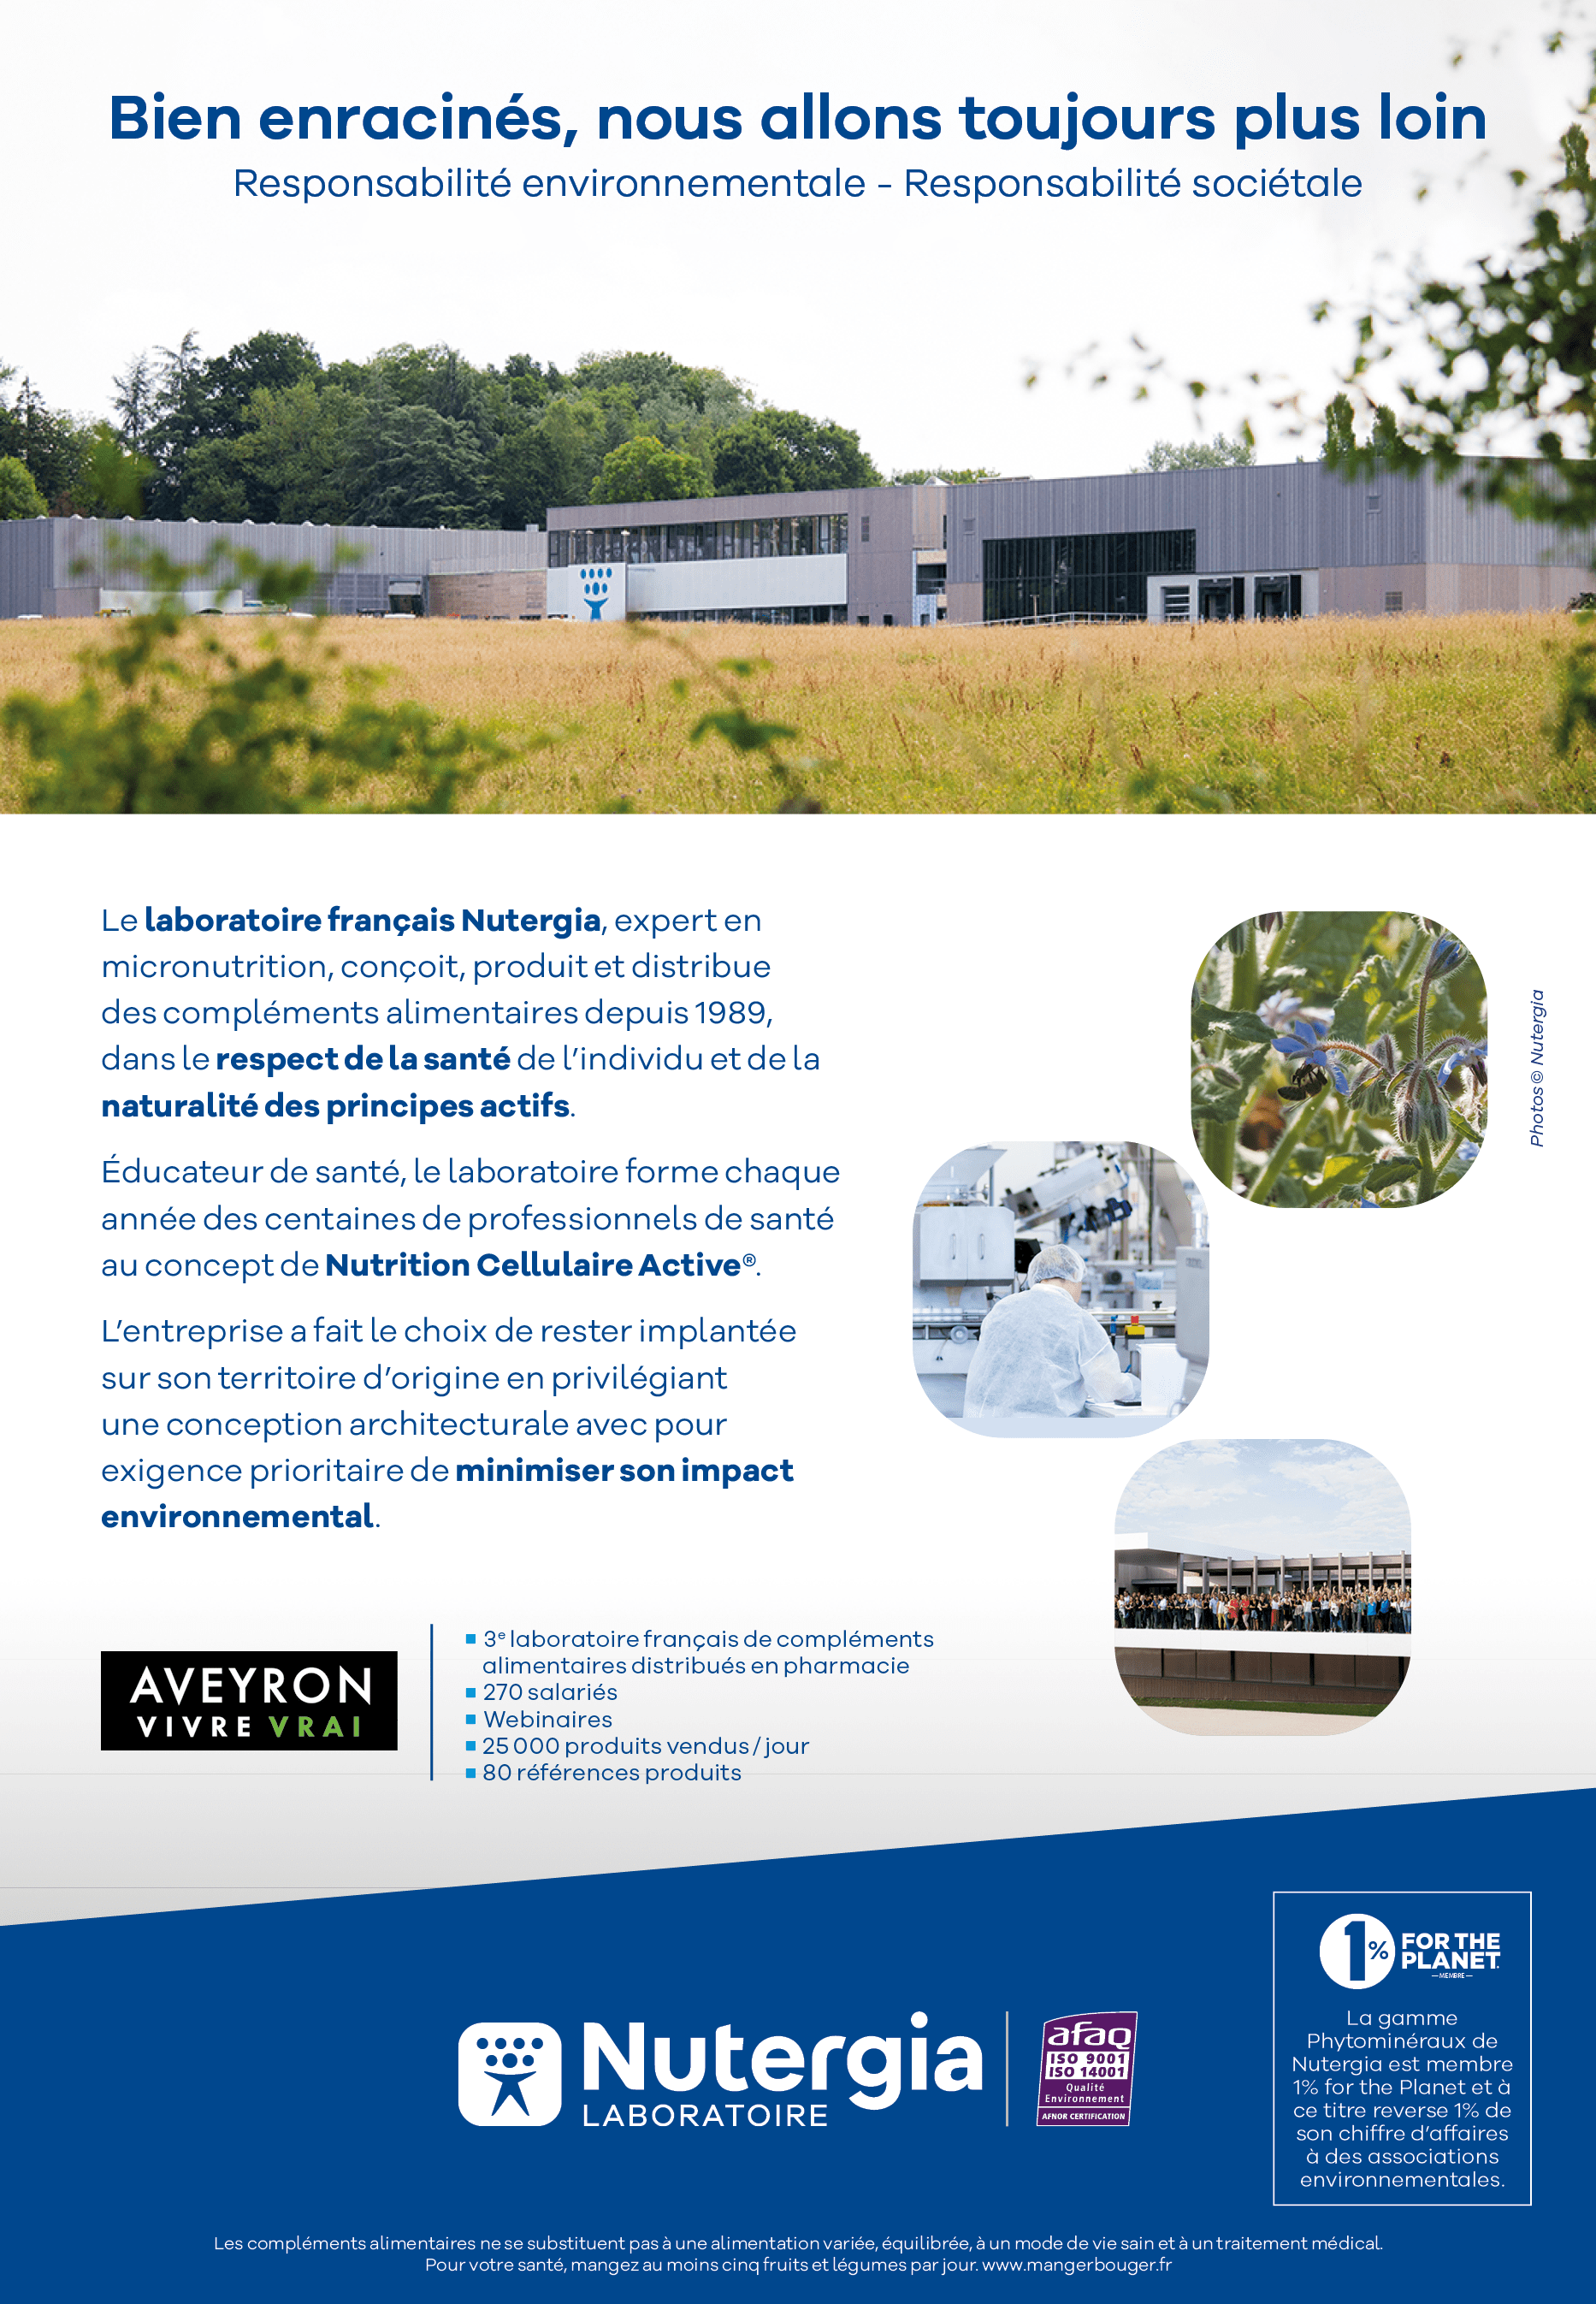 Bien enracinés, nous allons toujours plus loin
Responsabilité environnementale - Responsabilité sociétale
Le laboratoire français Nutergia, expert en
micronutrition, conçoit, produit et distribue
des compléments alimentaires depuis 1989,
dans le respect de la santé de l’individu et de la
naturalité des principes actifs.
Éducateur de santé, le laboratoire forme chaque
année des centaines de professionnels de santé
au concept de Nutrition Cellulaire Active®.
L’entreprise a fait le choix de rester implantée
sur son territoire d’origine en privilégiant
une conception architecturale avec pour
exigence prioritaire de minimiser son impact
environnemental.
Photos © Nutergia
AVEYRON
VIVRE VRAI
3e laboratoire français de compléments
alimentaires distribués en pharmacie
270 salariés
Webinaires
25 000 produits vendus / jour
80 références produits
Nutergia
LABORATOIRE
afaq
ISO 9001
ISO 14001
Qualité
Environnement
AFNOR CERTIFICATION
1% FOR THE
PLANET.
— MEMBRE —
La gamme
Phytominéraux de
Nutergia est membre
1% for the Planet et à
ce titre reverse 1% de
son chiffre d’affaires
à des associations
environnementales.
Les compléments alimentaires ne se substituent pas à une alimentation variée, équilibrée, à un mode de vie sain et à un traitement médical.
Pour votre santé, mangez au moins cinq fruits et légumes par jour. www.mangerbouger.fr